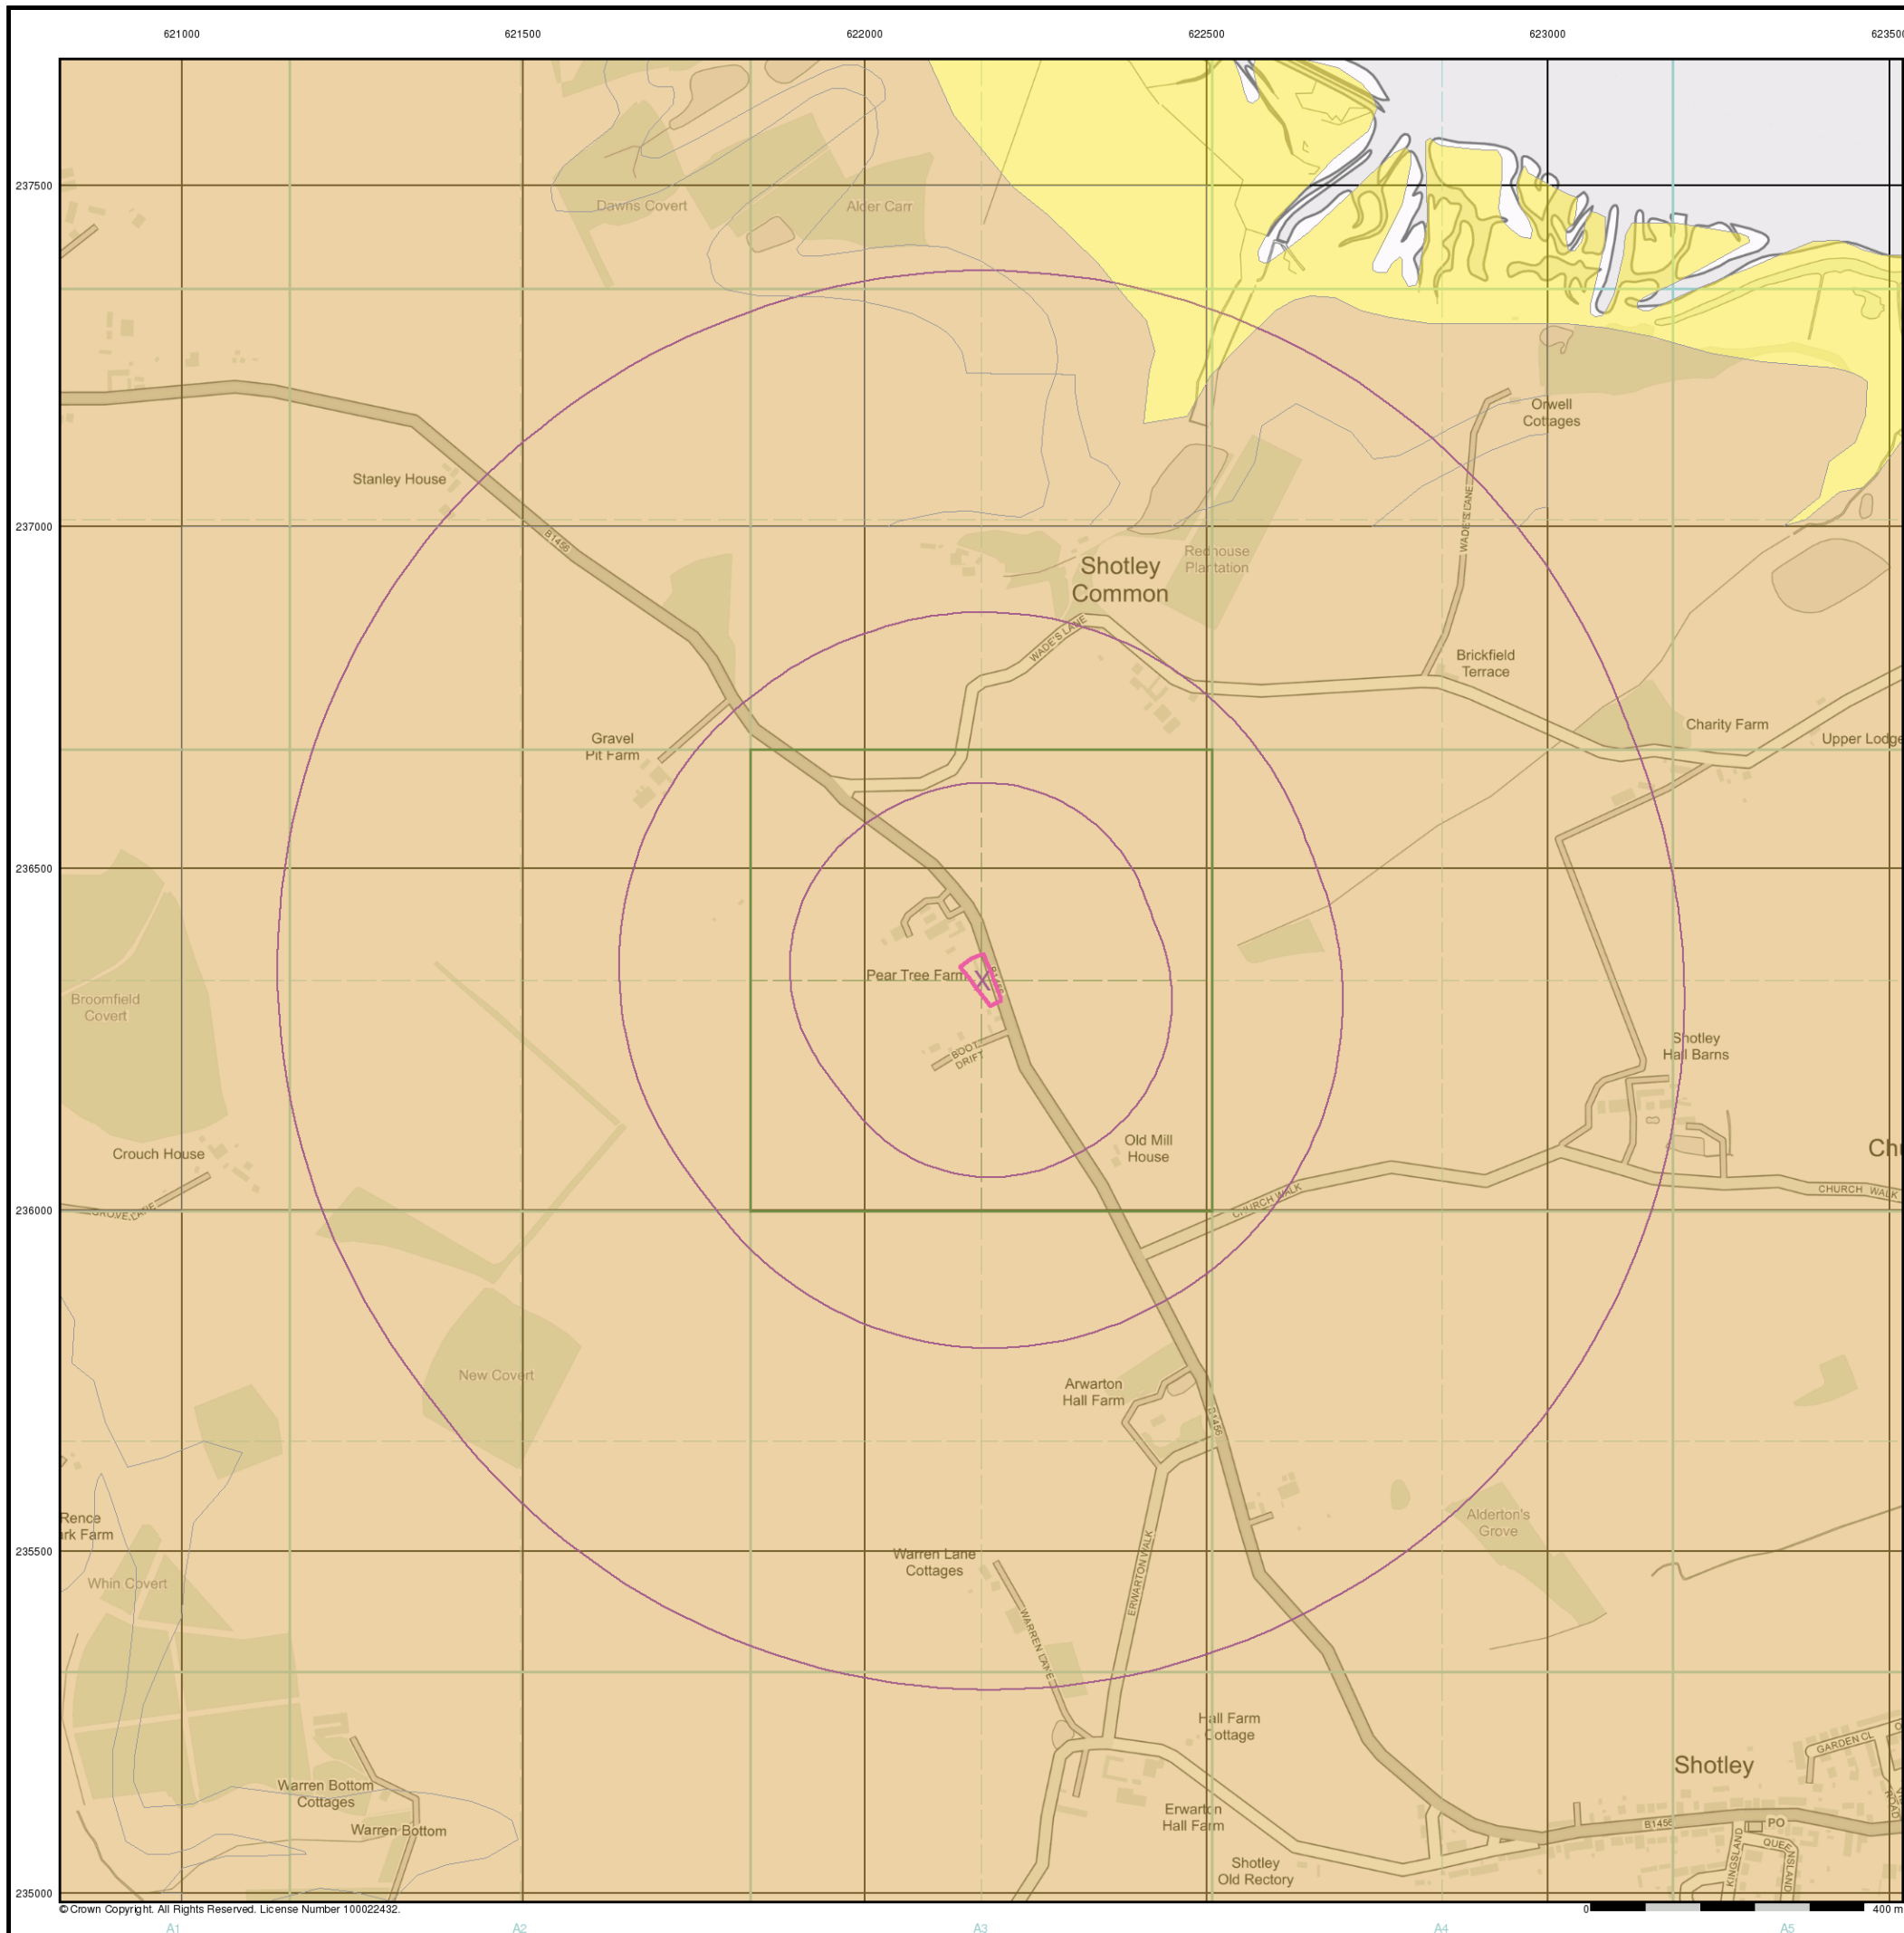 621000
621500
622000
622500
623000
237500
237000
236500
236000
235500
235000
Dawns Covert
Alder Carr
Orwell
Cottages
Stanley House
B1456
WADE'S LANE
Redhouse
Plantation
Shotley
Common
WADE'S LANE
Brickfield
Terrace
Gravel
Pit Farm
Charity Farm
Upper Lodge
Pear Tree Farm
Broomfield
Covert
BOOT
DRIFT
Shotley
Hall Barns
Old Mill
House
Crouch House
GROVE LANE
CHURCH WALK
CHURCH WALK
New Covert
Arwarton
Hall Farm
B1456
Alderton's
Grove
Whin Covert
Warren Lane
Cottages
ERWARTON WALK
WARREN LANE
Hall Farm
Cottage
Shotley
GARDEN CL
Warren Bottom
Cottages
Warren Bottom
Erwarton
Hall Farm
B1456
PO
QUEENSLAND
KINGSLAND
Shotley
Old Rectory
© Crown Copyright. All Rights Reserved. License Number 100022432.
0
400 m
A1
A2
A3
A4
A5